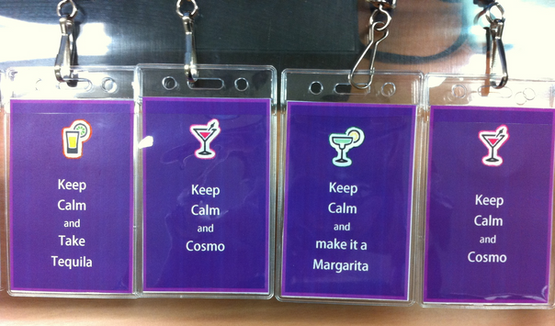 Keep
Calm
and
Take
Tequila
Keep
Calm
and
Cosmo
Keep
Calm
and
make it a
Margarita
Keep
Calm
and
Cosmo